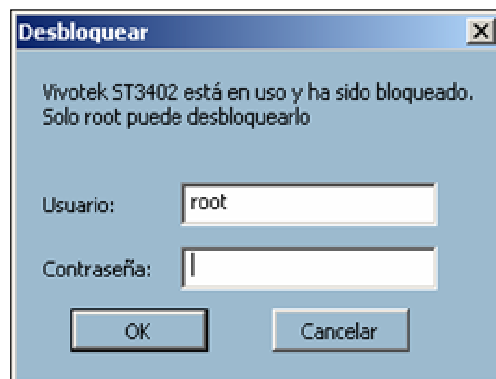 Desbloquear
Vivotek ST3402 está en uso y ha sido bloqueado.
Solo root puede desbloquearlo
Usuario:
root
Contraseña:
OK
Cancelar